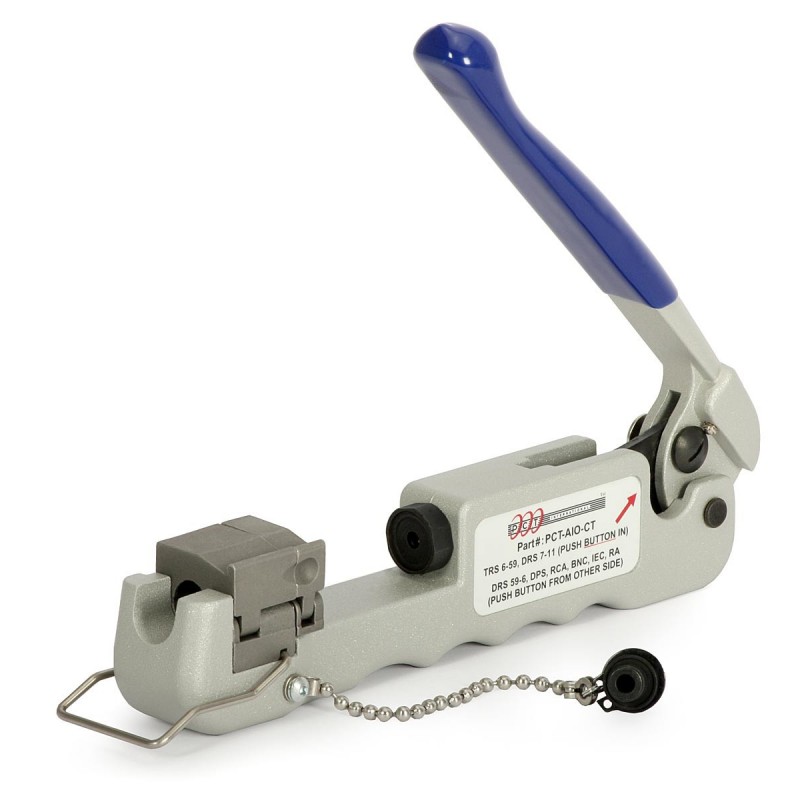 PCT
INTERNATIONAL
Part#: PCT-AIO-CT
TRS 6-59, DRS 7-11 (PUSH BUTTON IN)
DRS 59-6, DPS, RCA, BNC, IEC, RA
(PUSH BUTTON FROM OTHER SIDE)